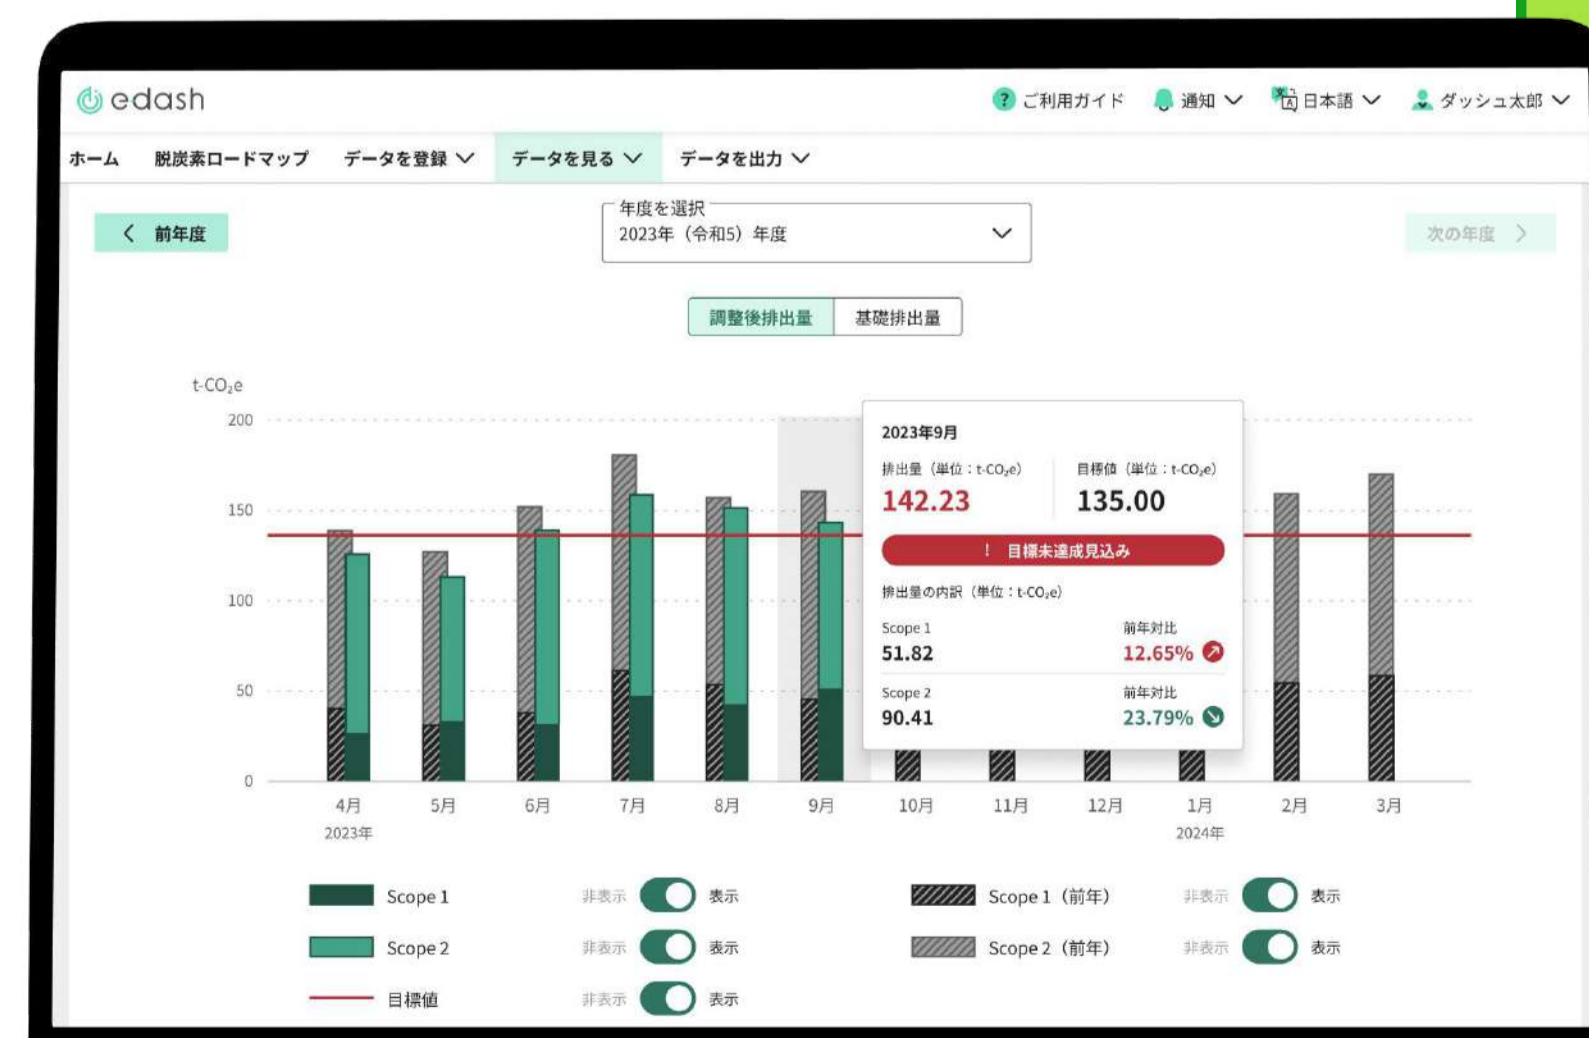 edash
ご利用ガイド 通知 日本語 ダッシュ太郎
ホーム 脱炭素ロードマップ データを登録 データを見る データを出力
年度を選択
前年度 2023年（令和5）年度 次の年度
調整後排出量 基礎排出量
t-CO₂e
200
150
100
50
0
2023年9月
排出量（単位：t-CO₂e） 目標値（単位：t-CO₂e）
142.23 135.00
! 目標未達成見込み
排出量の内訳（単位：t-CO₂e）
Scope 1 前年対比
51.82 12.65%
Scope 2 前年対比
90.41 23.79%
4月 5月 6月 7月 8月 9月 10月 11月 12月 1月 2月 3月
2023年 2024年
Scope 1 非表示 表示 Scope 1（前年） 非表示 表示
Scope 2 非表示 表示 Scope 2（前年） 非表示 表示
目標値 非表示 表示